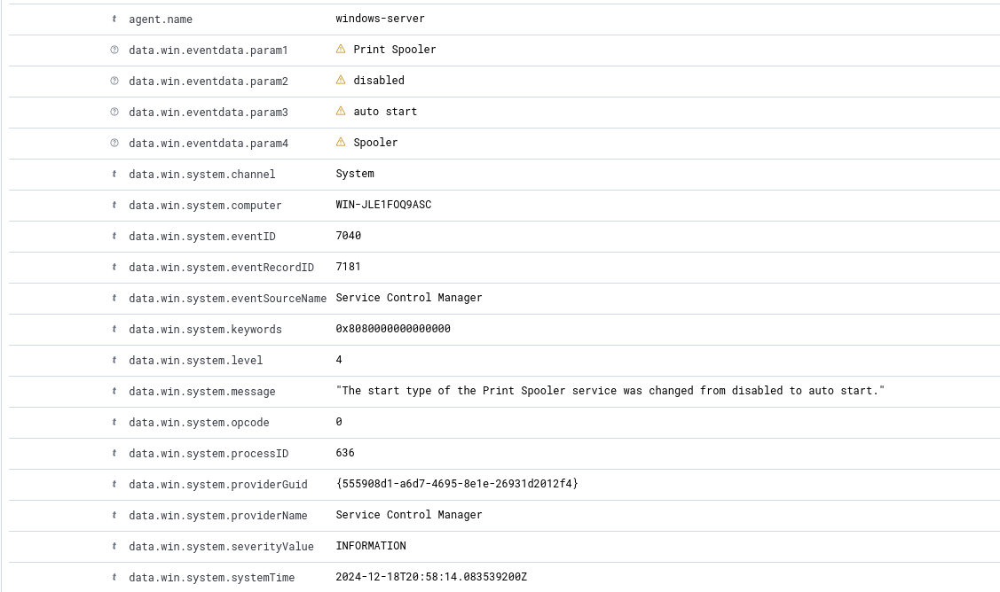 t agent.name windows-server
data.win.eventdata.param1 Print Spooler
data.win.eventdata.param2 disabled
data.win.eventdata.param3 auto start
data.win.eventdata.param4 Spooler
t data.win.system.channel System
t data.win.system.computer WIN-JLE1FOQ9ASC
t data.win.system.eventID 7040
t data.win.system.eventRecordID 7181
t data.win.system.eventSourceName Service Control Manager
t data.win.system.keywords 0x8080000000000000
t data.win.system.level 4
t data.win.system.message "The start type of the Print Spooler service was changed from disabled to auto start."
t data.win.system.opcode 0
t data.win.system.processID 636
t data.win.system.providerGuid {555908d1-a6d7-4695-8e1e-26931d2012f4}
t data.win.system.providerName Service Control Manager
t data.win.system.severityValue INFORMATION
t data.win.system.systemTime 2024-12-18T20:58:14.083539200Z